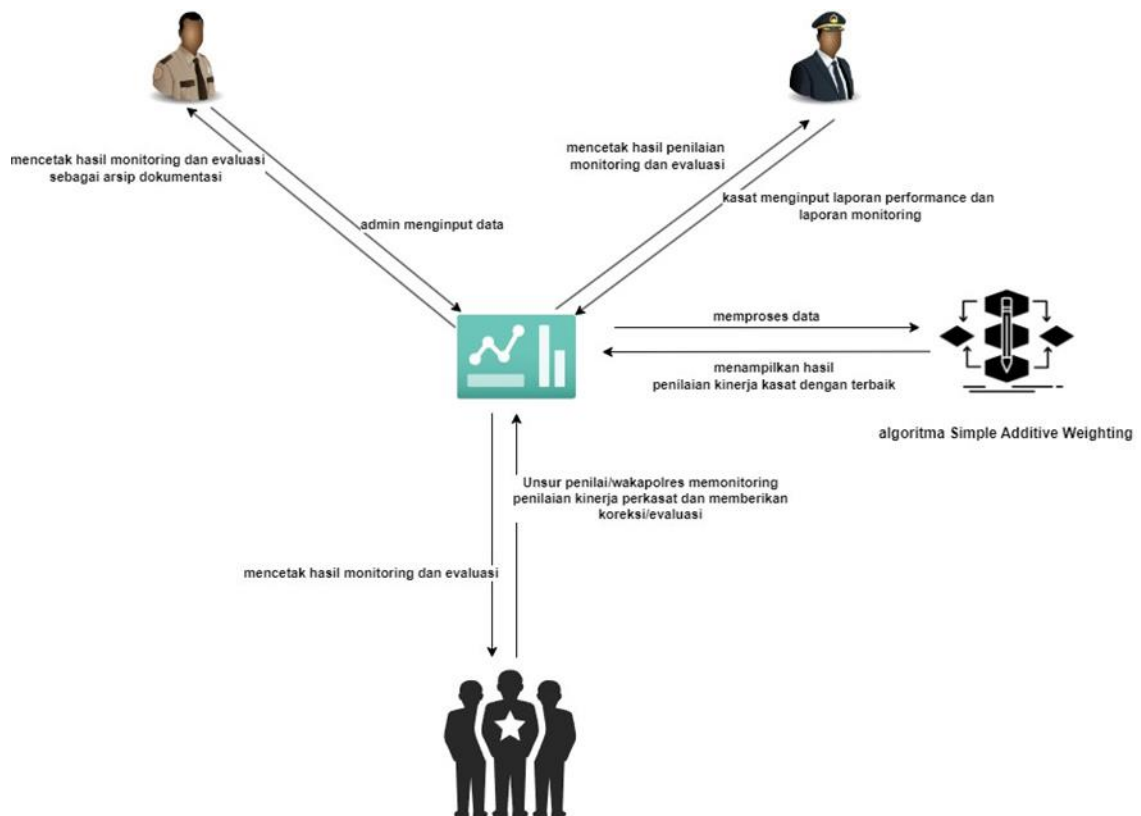 mencetak hasil monitoring dan evaluasi
sebagai arsip dokumentasi
admin menginput data
mencetak hasil penilaian
monitoring dan evaluasi
kasat menginput laporan performance dan
laporan monitoring
memproses data
menampilkan hasil
penilaian kinerja kasat dengan terbaik
algoritma Simple Additive Weighting
Unsur penilai/wakapolres memonitoring
penilaian kinerja perkasat dan memberikan
koreksi/evaluasi
mencetak hasil monitoring dan evaluasi